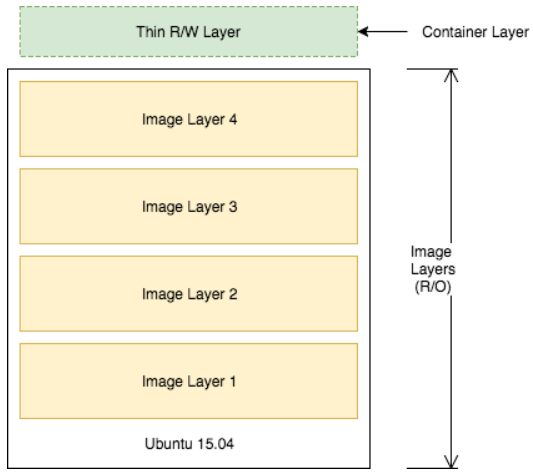 Thin R/W Layer
Container Layer
Image Layer 4
Image Layer 3
Image Layer 2
Image Layer 1
Ubuntu 15.04
Image
Layers
(R/O)